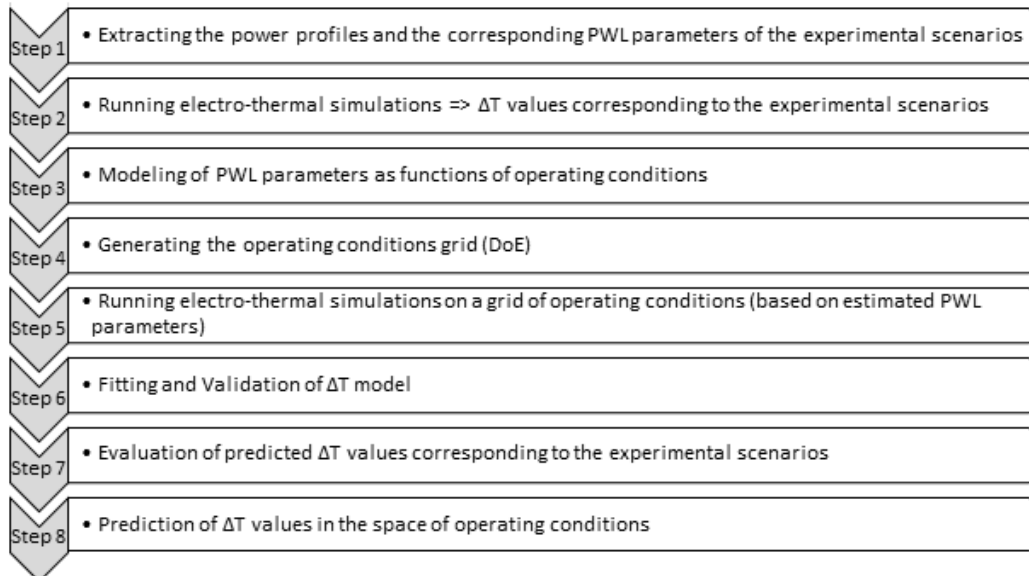 Step 1
• Extracting the power profiles and the corresponding PWL parameters of the experimental scenarios
Step 2
• Running electro-thermal simulations => ΔT values corresponding to the experimental scenarios
Step 3
• Modeling of PWL parameters as functions of operating conditions
Step 4
• Generating the operating conditions grid (DoE)
Step 5
• Running electro-thermal simulations on a grid of operating conditions (based on estimated PWL
parameters)
Step 6
• Fitting and Validation of ΔT model
Step 7
• Evaluation of predicted ΔT values corresponding to the experimental scenarios
Step 8
• Prediction of ΔT values in the space of operating conditions